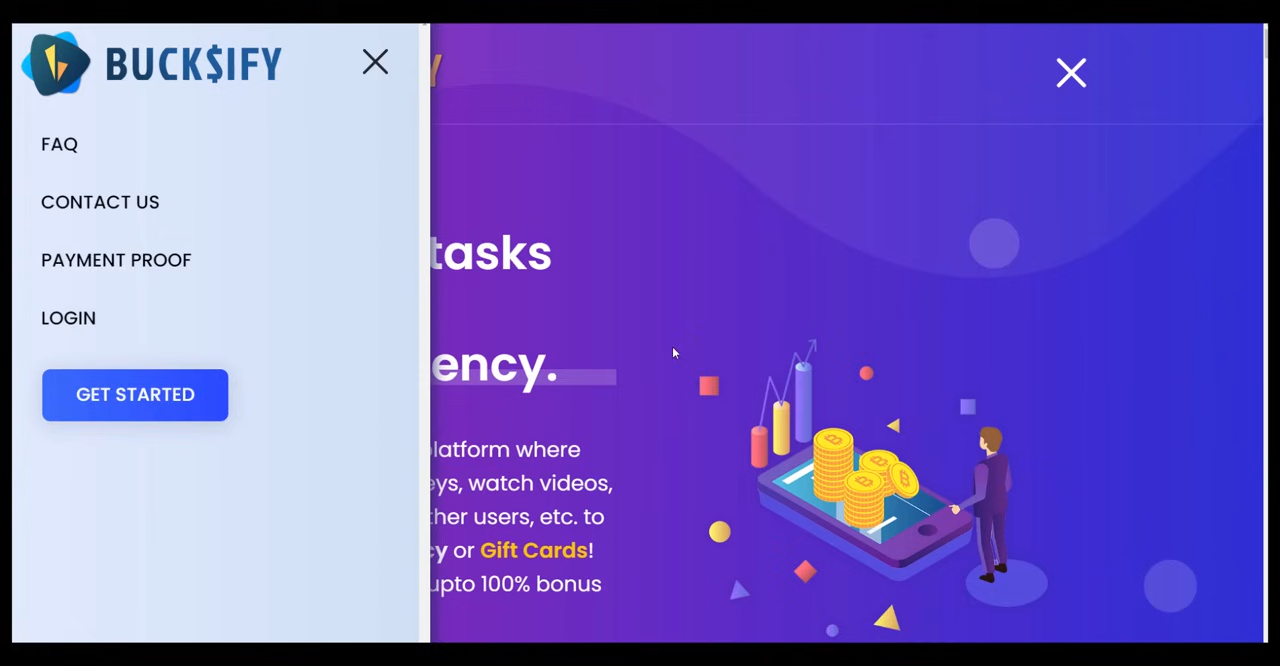 BUCK$IFY
FAQ
CONTACT US
PAYMENT PROOF
LOGIN
GET STARTED
tasks
ency.
latform where
eys, watch videos,
ther users, etc. to
cy or Gift Cards!
upto 100% bonus